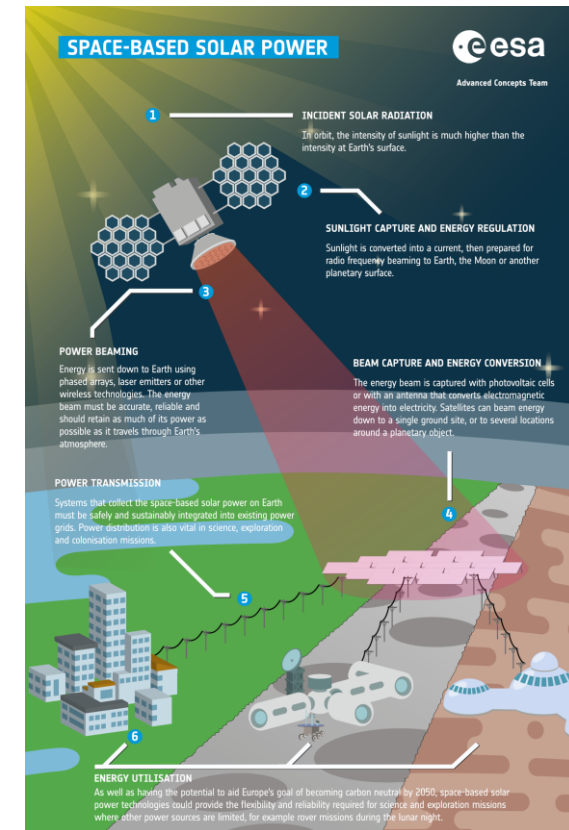 SPACE-BASED SOLAR POWER
esa
Advanced Concepts Team
1
INCIDENT SOLAR RADIATION
In orbit, the intensity of sunlight is much higher than the
intensity at Earth's surface.
2
SUNLIGHT CAPTURE AND ENERGY REGULATION
Sunlight is converted into a current, then prepared for
radio frequency beaming to Earth, the Moon or another
planetary surface.
3
POWER BEAMING
Energy is sent down to Earth using
phased arrays, laser emitters or other
wireless technologies. The energy
beam must be accurate, reliable and
should retain as much of its power as
possible as it travels through Earth's
atmosphere.
BEAM CAPTURE AND ENERGY CONVERSION
The energy beam is captured with photovoltaic cells
or with an antenna that converts electromagnetic
energy into electricity. Satellites can beam energy
down to a single ground site, or to several locations
around a planetary object.
4
POWER TRANSMISSION
Systems that collect the space-based solar power on Earth
must be safely and sustainably integrated into existing power
grids. Power distribution is also vital in science, exploration
and colonisation missions.
5
6
ENERGY UTILISATION
As well as having the potential to aid Europe's goal of becoming carbon neutral by 2050, space-based solar
power technologies could provide the flexibility and reliability required for science and exploration missions
where other power sources are limited, for example rover missions during the lunar night.